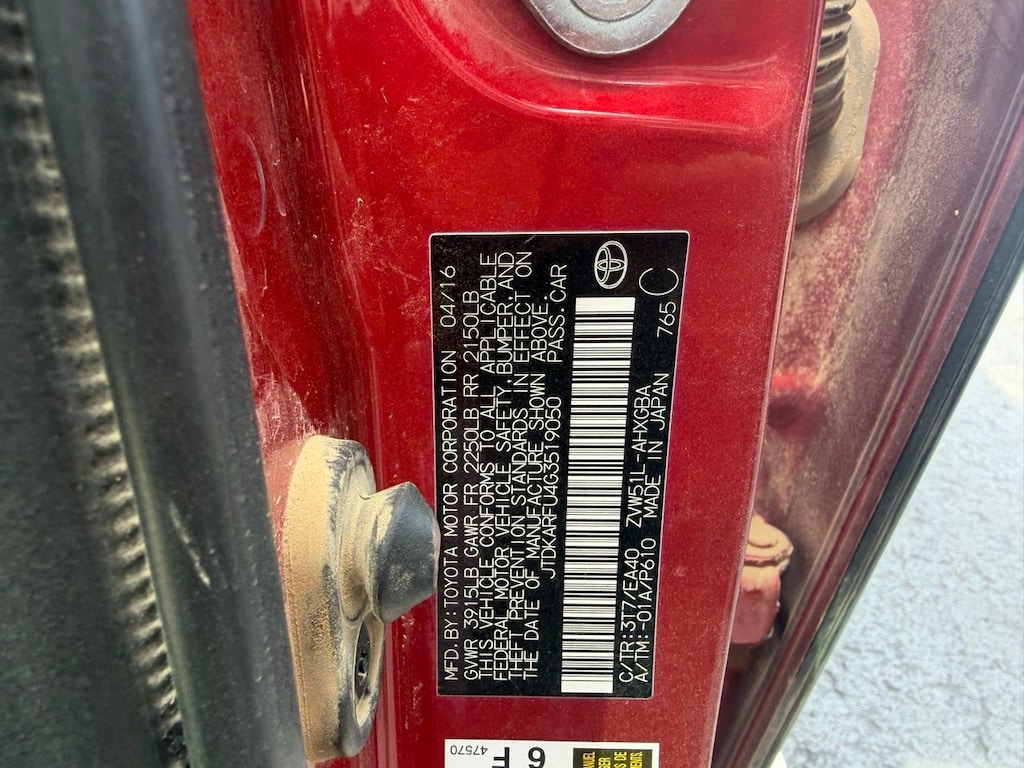 MFD.BY:TOYOTA MOTOR CORPORATION 04/16
GVWR 3915LB GAWR FR 2250LB RR 2150LB
THIS VEHICLE CONFORMS TO ALL APPLICABLE
FEDERAL MOTOR VEHICLE SAFETY,BUMPER,AND
THEFT PREVENTION STANDARDS IN EFFECT ON
THE DATE OF MANUFACTURE SHOWN ABOVE.
JTDKARFU4G3519050 PASS.CAR
C/TR:3T7/EA40 ZVW51L-AHXGBA
A/TM:-01A/P610 MADE IN JAPAN 765 C
47570